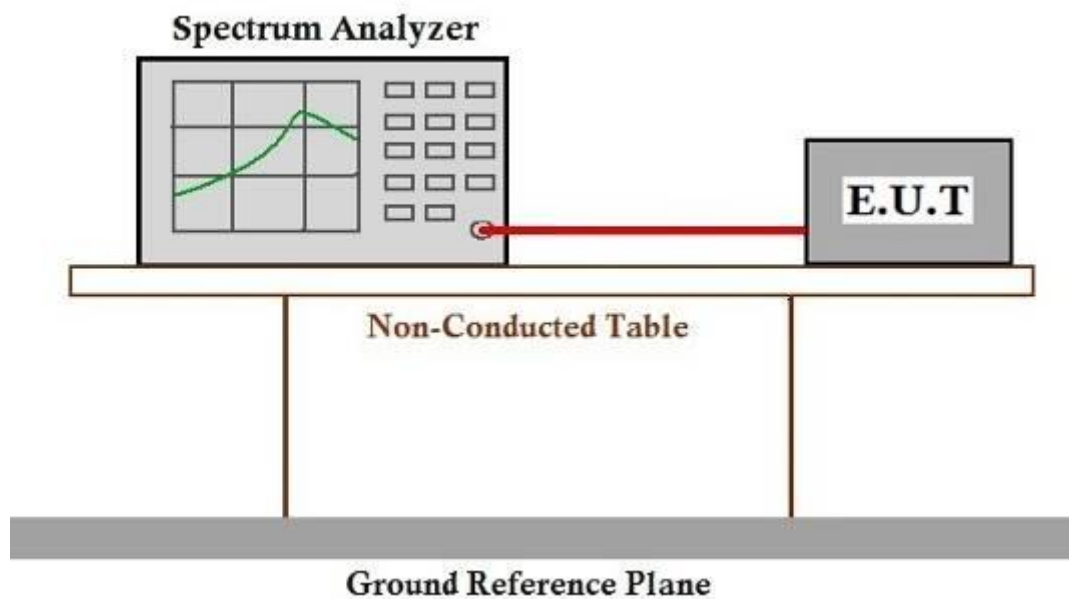 Spectrum Analyzer
E.U.T
Non-Conducted Table
Ground Reference Plane